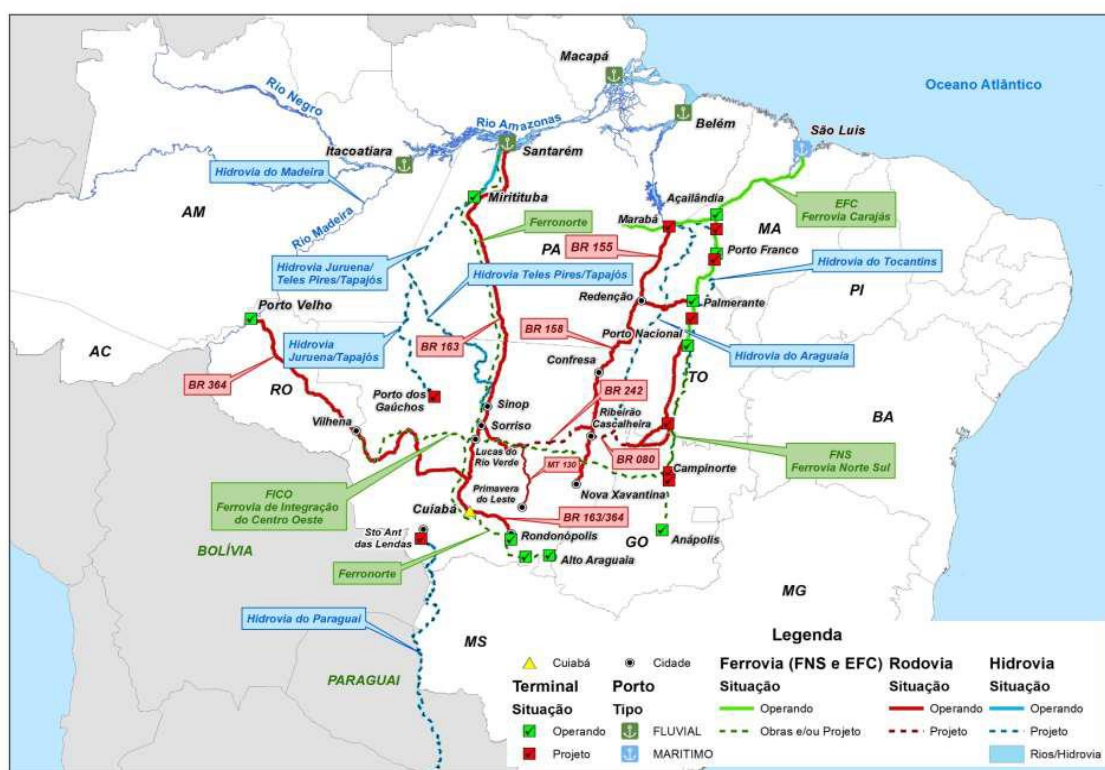 Macapá
Oceano Atlântico
Rio Negro
Rio Amazonas
Belém
São Luis
Itacoatiara
Santarém
Hidrovia do Madeira
Miritituba
Açailândia
EFC
Ferrovia Carajás
AM
Rio Madeira
Ferronorte
Marabá
MA
PA
BR 155
Porto Franco
Hidrovia Juruena/
Teles Pires/Tapajós
Hidrovia Teles Pires/Tapajós
Hidrovia do Tocantins
Porto Velho
Redenção
Palmerante
PI
Hidrovia
Juruena/Tapajós
BR 163
BR 158
Porto Nacional
AC
Confresa
Hidrovia do Araguaia
BR 364
RO
Porto dos
Gaúchos
BR 242
TO
Sinop
Ribeirão
Cascalheira
BA
Vilhena
Sorriso
Lucas do
Rio Verde
MT 130
BR 080
FNS
Ferrovia Norte Sul
Campinorte
FICO
Ferrovia de Integração
do Centro Oeste
Primavera
do Leste
Nova Xavantina
Cuiabá
BR 163/364
Sto Ant
das Lendas
Rondonópolis
GO
Anápolis
BOLÍVIA
Alto Araguaia
Ferronorte
MG
Hidrovia do Paraguai
MS
PARAGUAI
Legenda
Cuiabá
Cidade
Ferrovia (FNS e EFC)
Rodovia
Hidrovia
Terminal
Porto
Situação
Situação
Situação
Situação
Tipo
Operando
Operando
Operando
Operando
FLUVIAL
Obras e/ou Projeto
Projeto
Projeto
Projeto
MARITIMO
Rios/Hidrovia